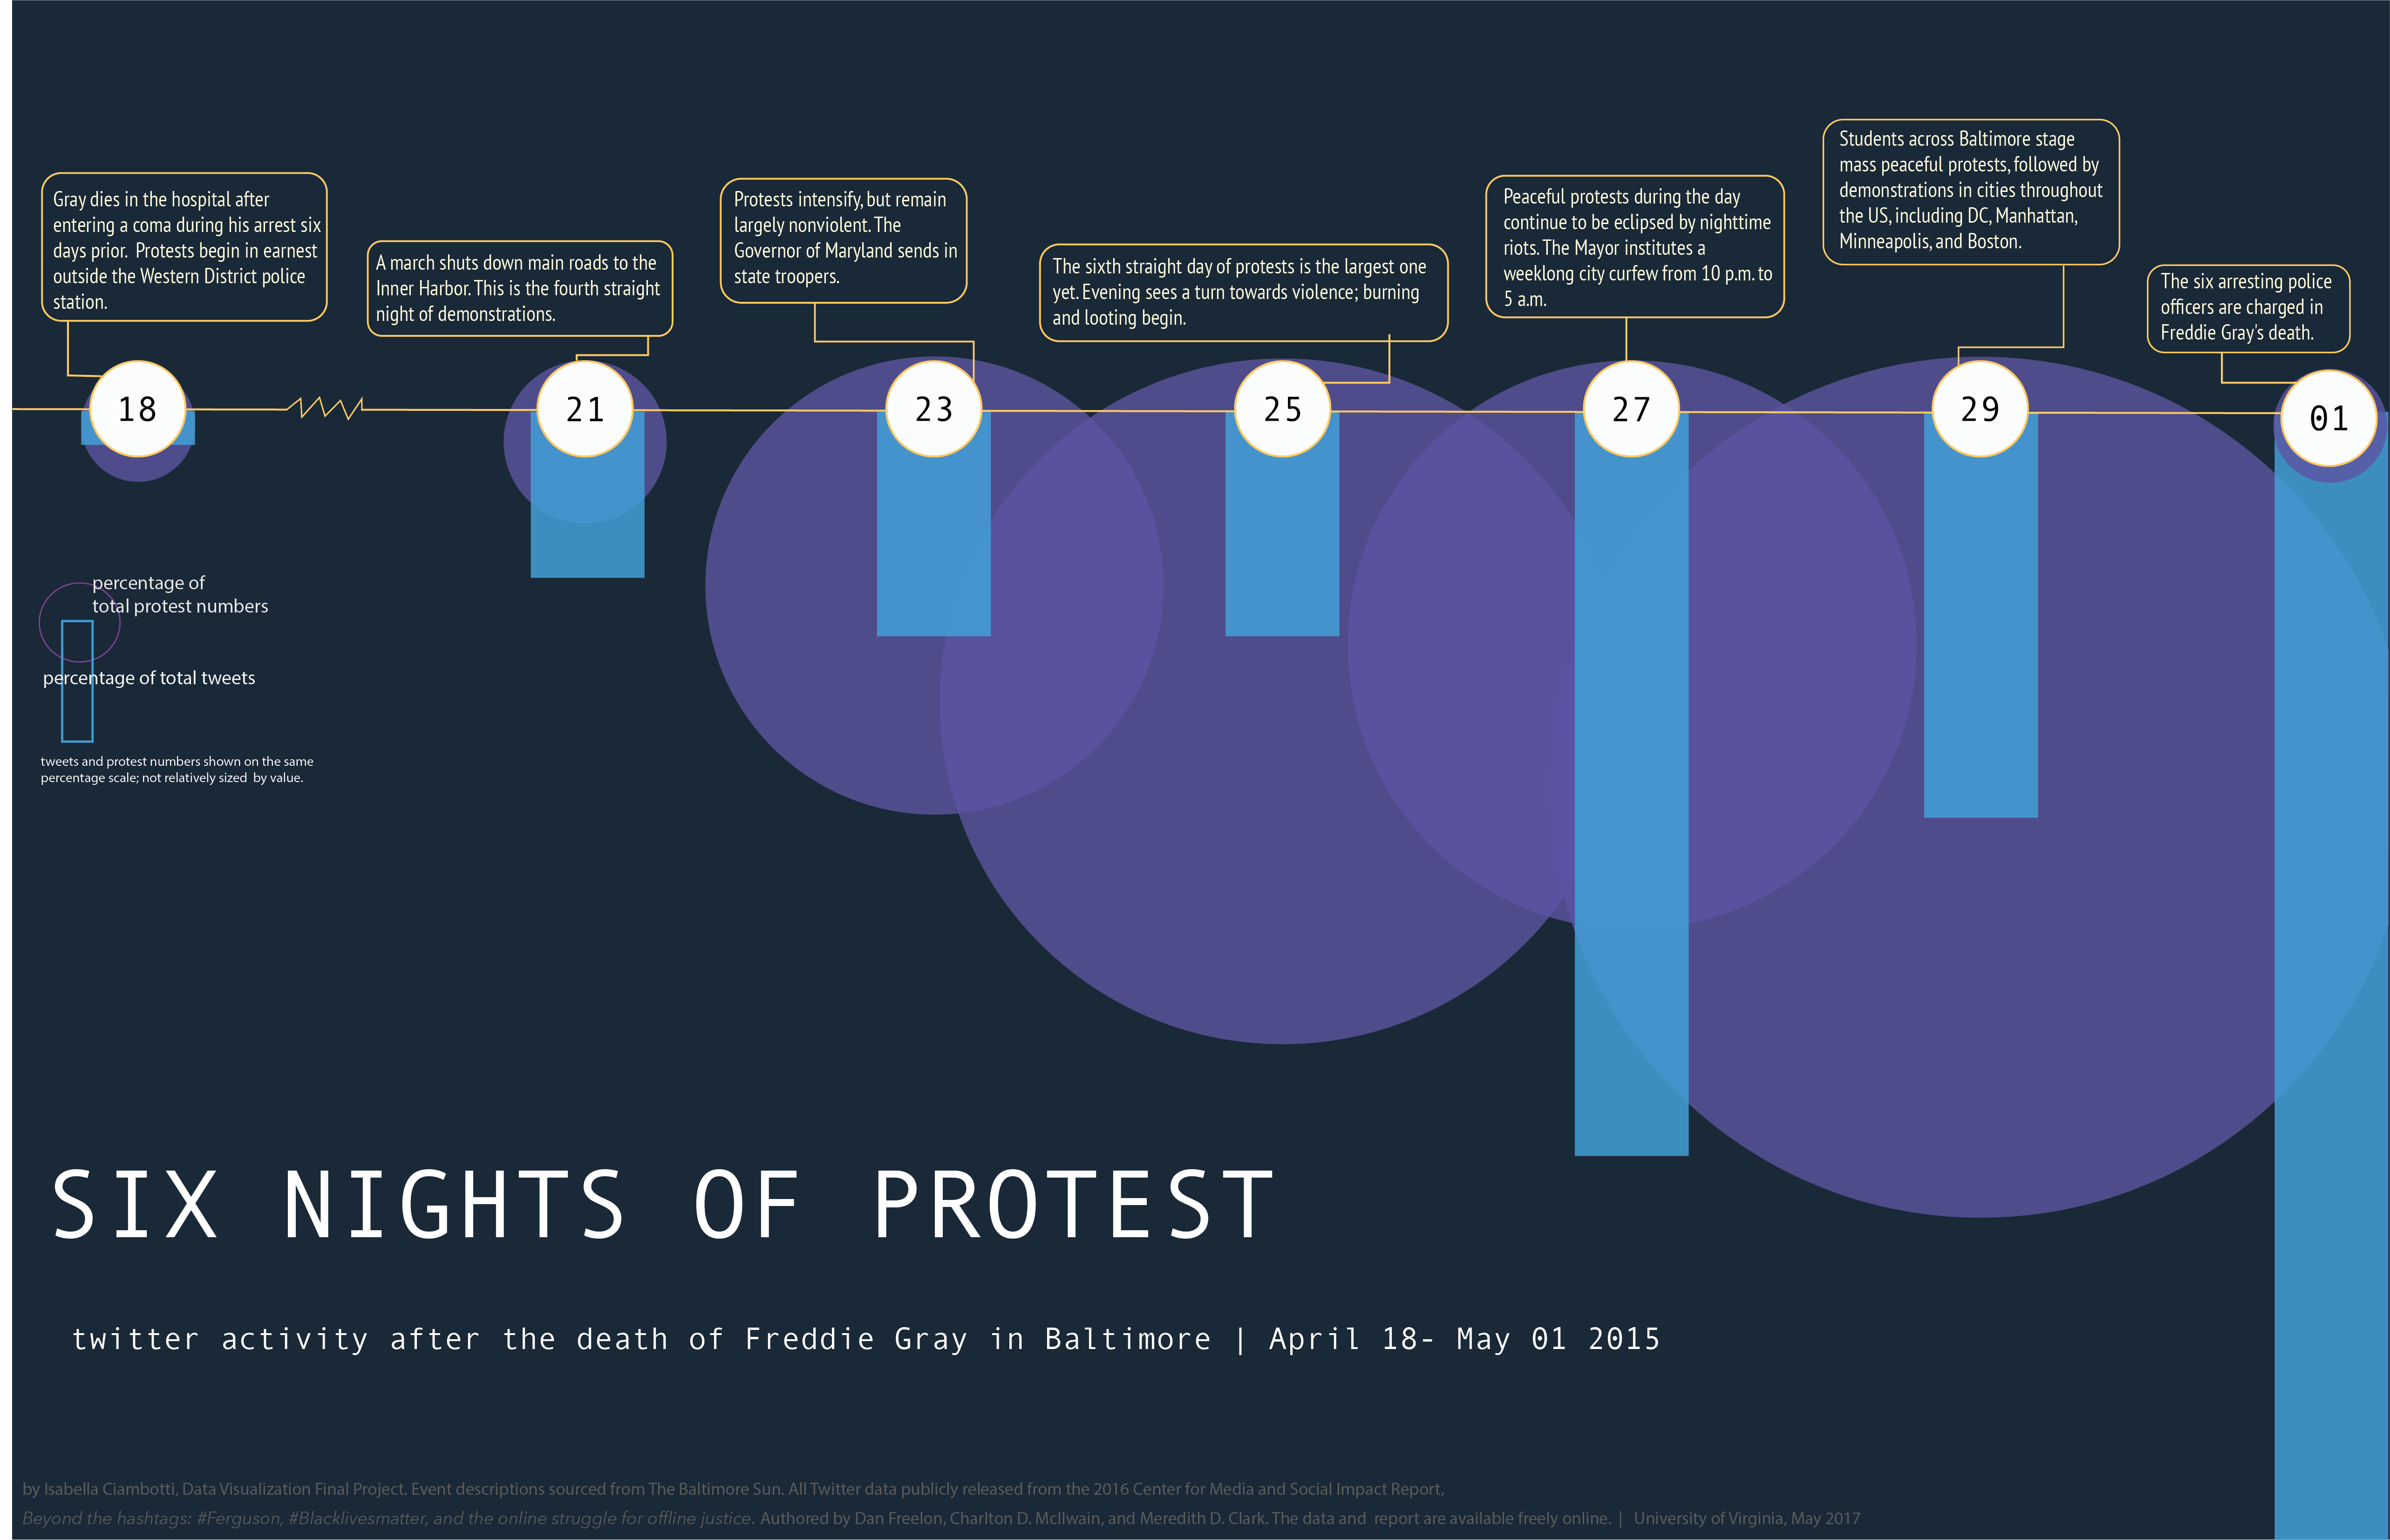 Gray dies in the hospital after
entering a coma during his arrest six
days prior.  Protests begin in earnest
outside the Western District police
station.
A march shuts down main roads to the
Inner Harbor. This is the fourth straight
night of demonstrations.
Protests intensify, but remain
largely nonviolent. The
Governor of Maryland sends in
state troopers.
The sixth straight day of protests is the largest one
yet. Evening sees a turn towards violence; burning
and looting begin.
Peaceful protests during the day
continue to be eclipsed by nighttime
riots. The Mayor institutes a
weeklong city curfew from 10 p.m. to
5 a.m.
Students across Baltimore stage
mass peaceful protests, followed by
demonstrations in cities throughout
the US, including DC, Manhattan,
Minneapolis, and Boston.
The six arresting police
officers are charged in
Freddie Gray's death.
18
21
23
25
27
29
01
percentage of
total protest numbers
percentage of total tweets
tweets and protest numbers shown on the same
percentage scale; not relatively sized  by value.
SIX NIGHTS OF PROTEST
twitter activity after the death of Freddie Gray in Baltimore | April 18- May 01 2015
by Isabella Ciambotti, Data Visualization Final Project. Event descriptions sourced from The Baltimore Sun. All Twitter data publicly released from the 2016 Center for Media and Social Impact Report,
Beyond the hashtags: #Ferguson, #Blacklivesmatter, and the online struggle for offline justice. Authored by Dan Freelon, Charlton D. McIlwain, and Meredith D. Clark. The data and  report are available freely online. |  University of Virginia, May 2017